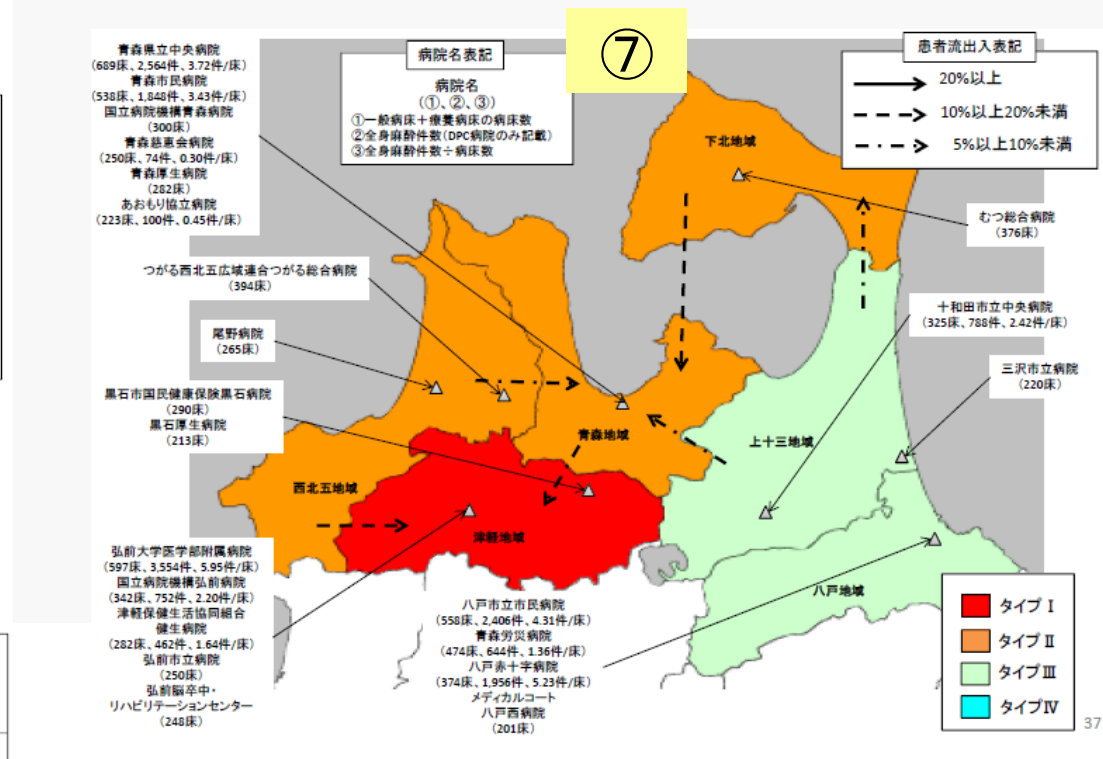 ⑦
青森県立中央病院
(689床、2,564件、3.72件/床)
青森市民病院
(538床、1,848件、3.43件/床)
国立病院機構青森病院
(300床)
青森慈恵会病院
(250床、74件、0.30件/床)
青森厚生病院
(282床)
あおもり協立病院
(223床、100件、0.45件/床)
病院名表記
病院名
(①、②、③)
①一般病床+療養病床の病床数
②全身麻酔件数(DPC病院のみ記載)
③全身麻酔件数÷病床数
患者流出入表記
20%以上
10%以上20%未満
5%以上10%未満
下北地域
むつ総合病院
(376床)
つがる西北五広域連合つがる総合病院
(394床)
十和田市立中央病院
(325床、788件、2.42件/床)
尾野病院
(265床)
三沢市立病院
(220床)
黒石市国民健康保険黒石病院
(290床)
黒石厚生病院
(213床)
青森地域
上十三地域
西北五地域
津軽地域
八戸地域
弘前大学医学部附属病院
(597床、3,554件、5.95件/床)
国立病院機構弘前病院
(342床、752件、2.20件/床)
津軽保健生活協同組合
健生病院
(282床、462件、1.64件/床)
弘前市立病院
(250床)
弘前脳卒中・
リハビリテーションセンター
(248床)
八戸市立市民病院
(558床、2,406件、4.31件/床)
青森労災病院
(474床、644件、1.36件/床)
八戸赤十字病院
(374床、1,956件、5.23件/床)
メディカルコート
八戸西病院
(201床)
タイプⅠ
タイプⅡ
タイプⅢ
タイプⅣ
37